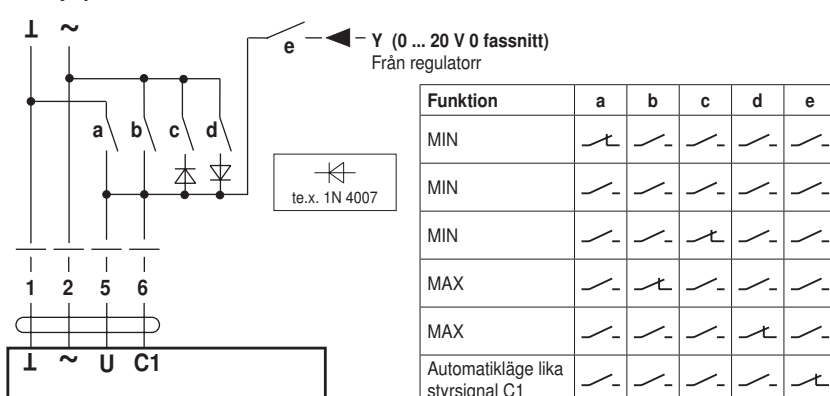 ⊥ ~
e
Y (0 ... 20 V 0 fassnitt)
Från regulatorr
a b c d
te.x. 1N 4007
1 2 5 6
⊥ ~ U C1
Funktion a b c d e
MIN
MIN
MIN
MAX
MAX
Automatikläge lika
styrsignal C1